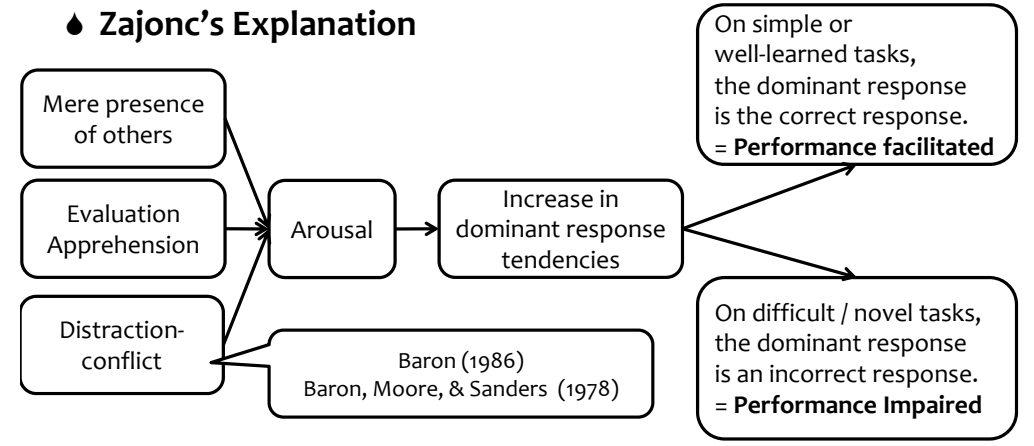 Zajonc's Explanation
Mere presence
of others
Evaluation
Apprehension
Distraction-
conflict
Arousal
Increase in
dominant response
tendencies
Baron (1986)
Baron, Moore, & Sanders (1978)
On simple or
well-learned tasks,
the dominant response
is the correct response.
= Performance facilitated
On difficult / novel tasks,
the dominant response
is an incorrect response.
= Performance Impaired